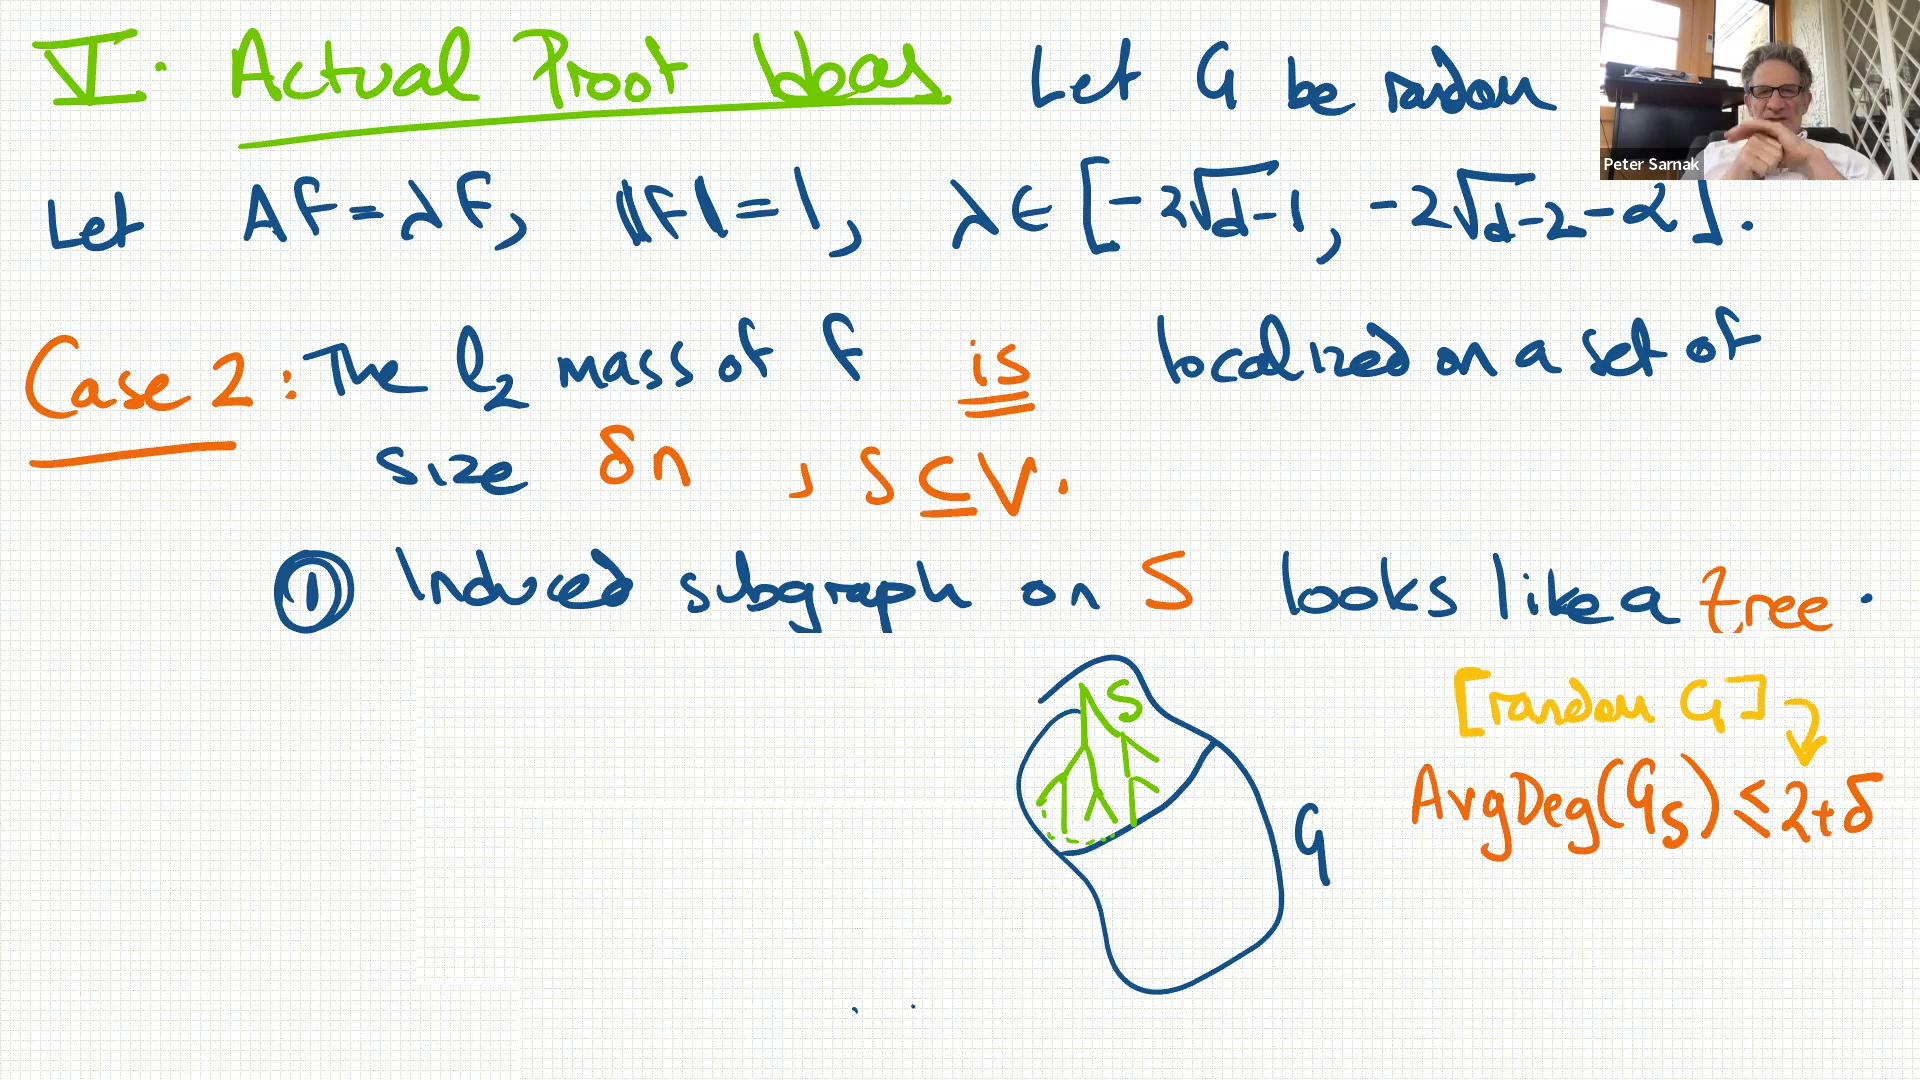 V. Actual Proof Ideas Let G be random
Peter Sarnak
Let Af=λf, ||f||=1, λ∈[-2√d-1, -2√d-2-α].
Case 2: The l₂ mass of f is localized on a set of
size δn, S⊆V.
① Induced subgraph on S looks like a tree.
S
[random G]
AvgDeg(G_S)≤2+δ
G